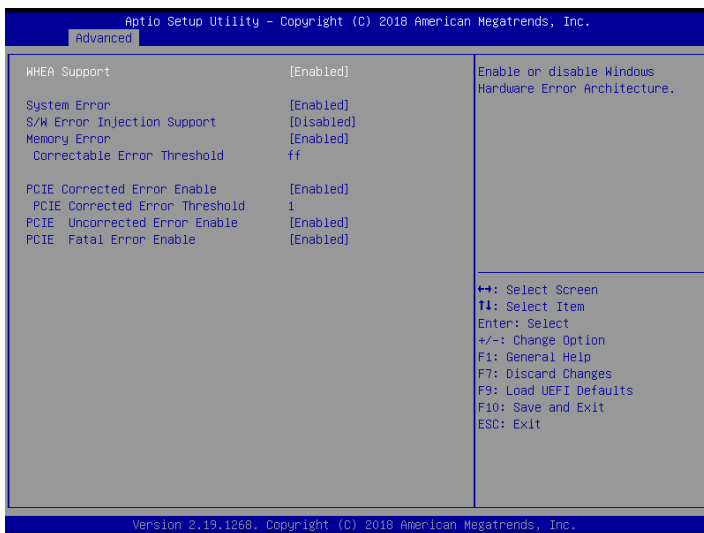 Aptio Setup Utility – Copyright (C) 2018 American Megatrends, Inc.
Advanced
WHEA Support [Enabled]
System Error [Enabled]
S/W Error Injection Support [Disabled]
Memory Error [Enabled]
Correctable Error Threshold ff
PCIE Corrected Error Enable [Enabled]
PCIE Corrected Error Threshold 1
PCIE Uncorrected Error Enable [Enabled]
PCIE Fatal Error Enable [Enabled]
Enable or disable Windows
Hardware Error Architecture.
↔: Select Screen
↑↓: Select Item
Enter: Select
+/-: Change Option
F1: General Help
F7: Discard Changes
F9: Load UEFI Defaults
F10: Save and Exit
ESC: Exit
Version 2.19.1268. Copyright (C) 2018 American Megatrends, Inc.